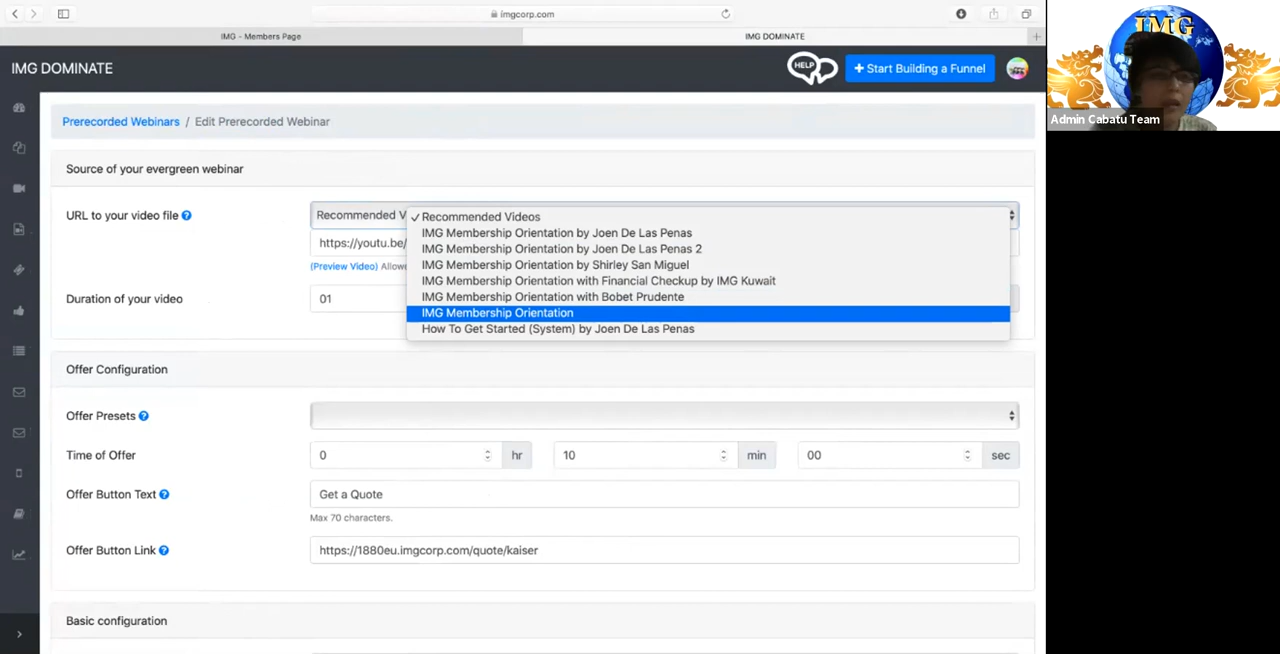 imgcorp.com
IMG - Members Page
IMG DOMINATE
IMG DOMINATE
HELP
+ Start Building a Funnel
IMG
Admin Cabatu Team
Prerecorded Webinars / Edit Prerecorded Webinar
Source of your evergreen webinar
URL to your video file ?
Recommended V
✓ Recommended Videos
IMG Membership Orientation by Joen De Las Penas
https://youtu.be/
IMG Membership Orientation by Joen De Las Penas 2
(Preview Video) Allowe
IMG Membership Orientation by Shirley San Miguel
IMG Membership Orientation with Financial Checkup by IMG Kuwait
Duration of your video
01
IMG Membership Orientation with Bobet Prudente
IMG Membership Orientation
How To Get Started (System) by Joen De Las Penas
Offer Configuration
Offer Presets ?
Time of Offer
0 hr
10 min
00 sec
Offer Button Text ?
Get a Quote
Max 70 characters.
Offer Button Link ?
https://1880eu.imgcorp.com/quote/kaiser
Basic configuration